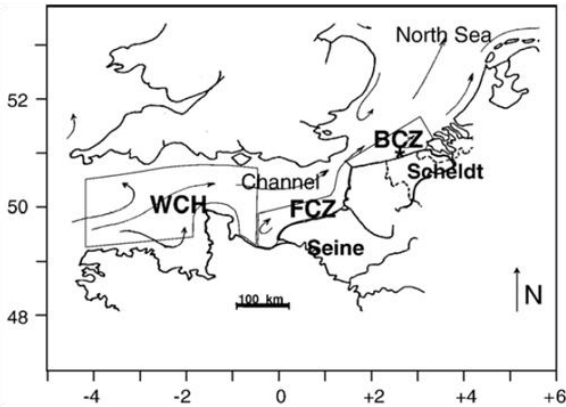 North Sea
52
BCZ
Scheldt
Channel
WCH
FCZ
50
Seine
100 km
N
48
-4
-2
0
+2
+4
+6